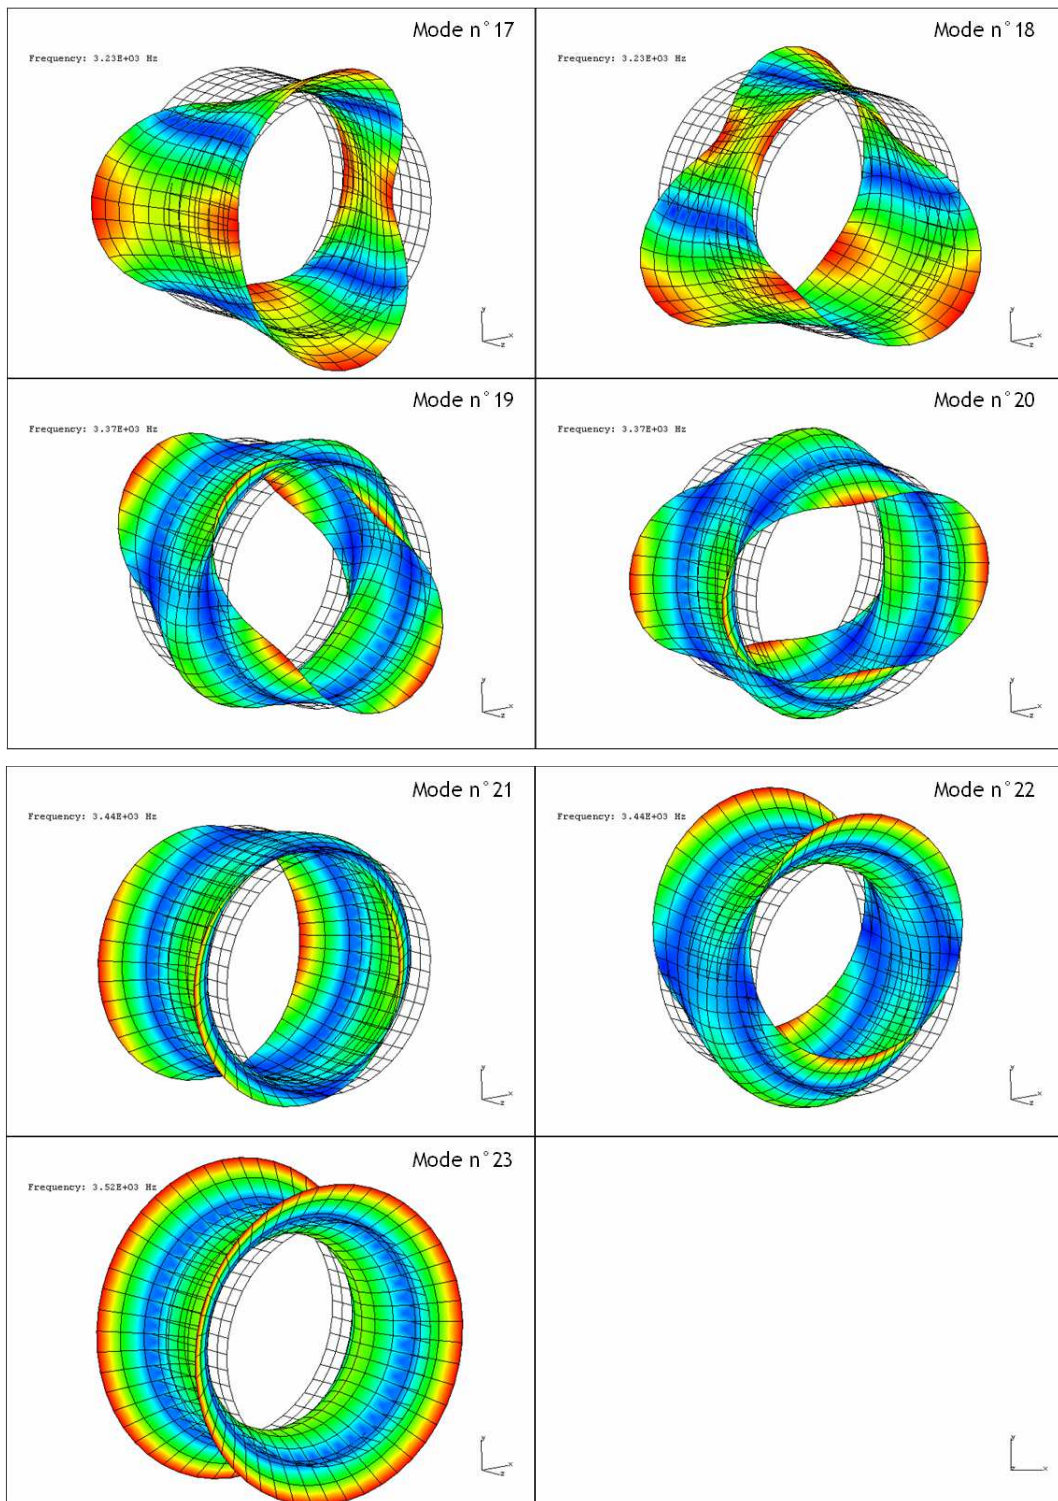 Mode n°17
Frequency: 3.23E+03 Hz
y
x
z
Mode n°18
Frequency: 3.23E+03 Hz
y
x
z
Mode n°19
Frequency: 3.37E+03 Hz
y
x
z
Mode n°20
Frequency: 3.37E+03 Hz
y
x
z
Mode n°21
Frequency: 3.44E+03 Hz
y
x
z
Mode n°22
Frequency: 3.44E+03 Hz
y
x
z
Mode n°23
Frequency: 3.52E+03 Hz
y
x
z
y
z
x